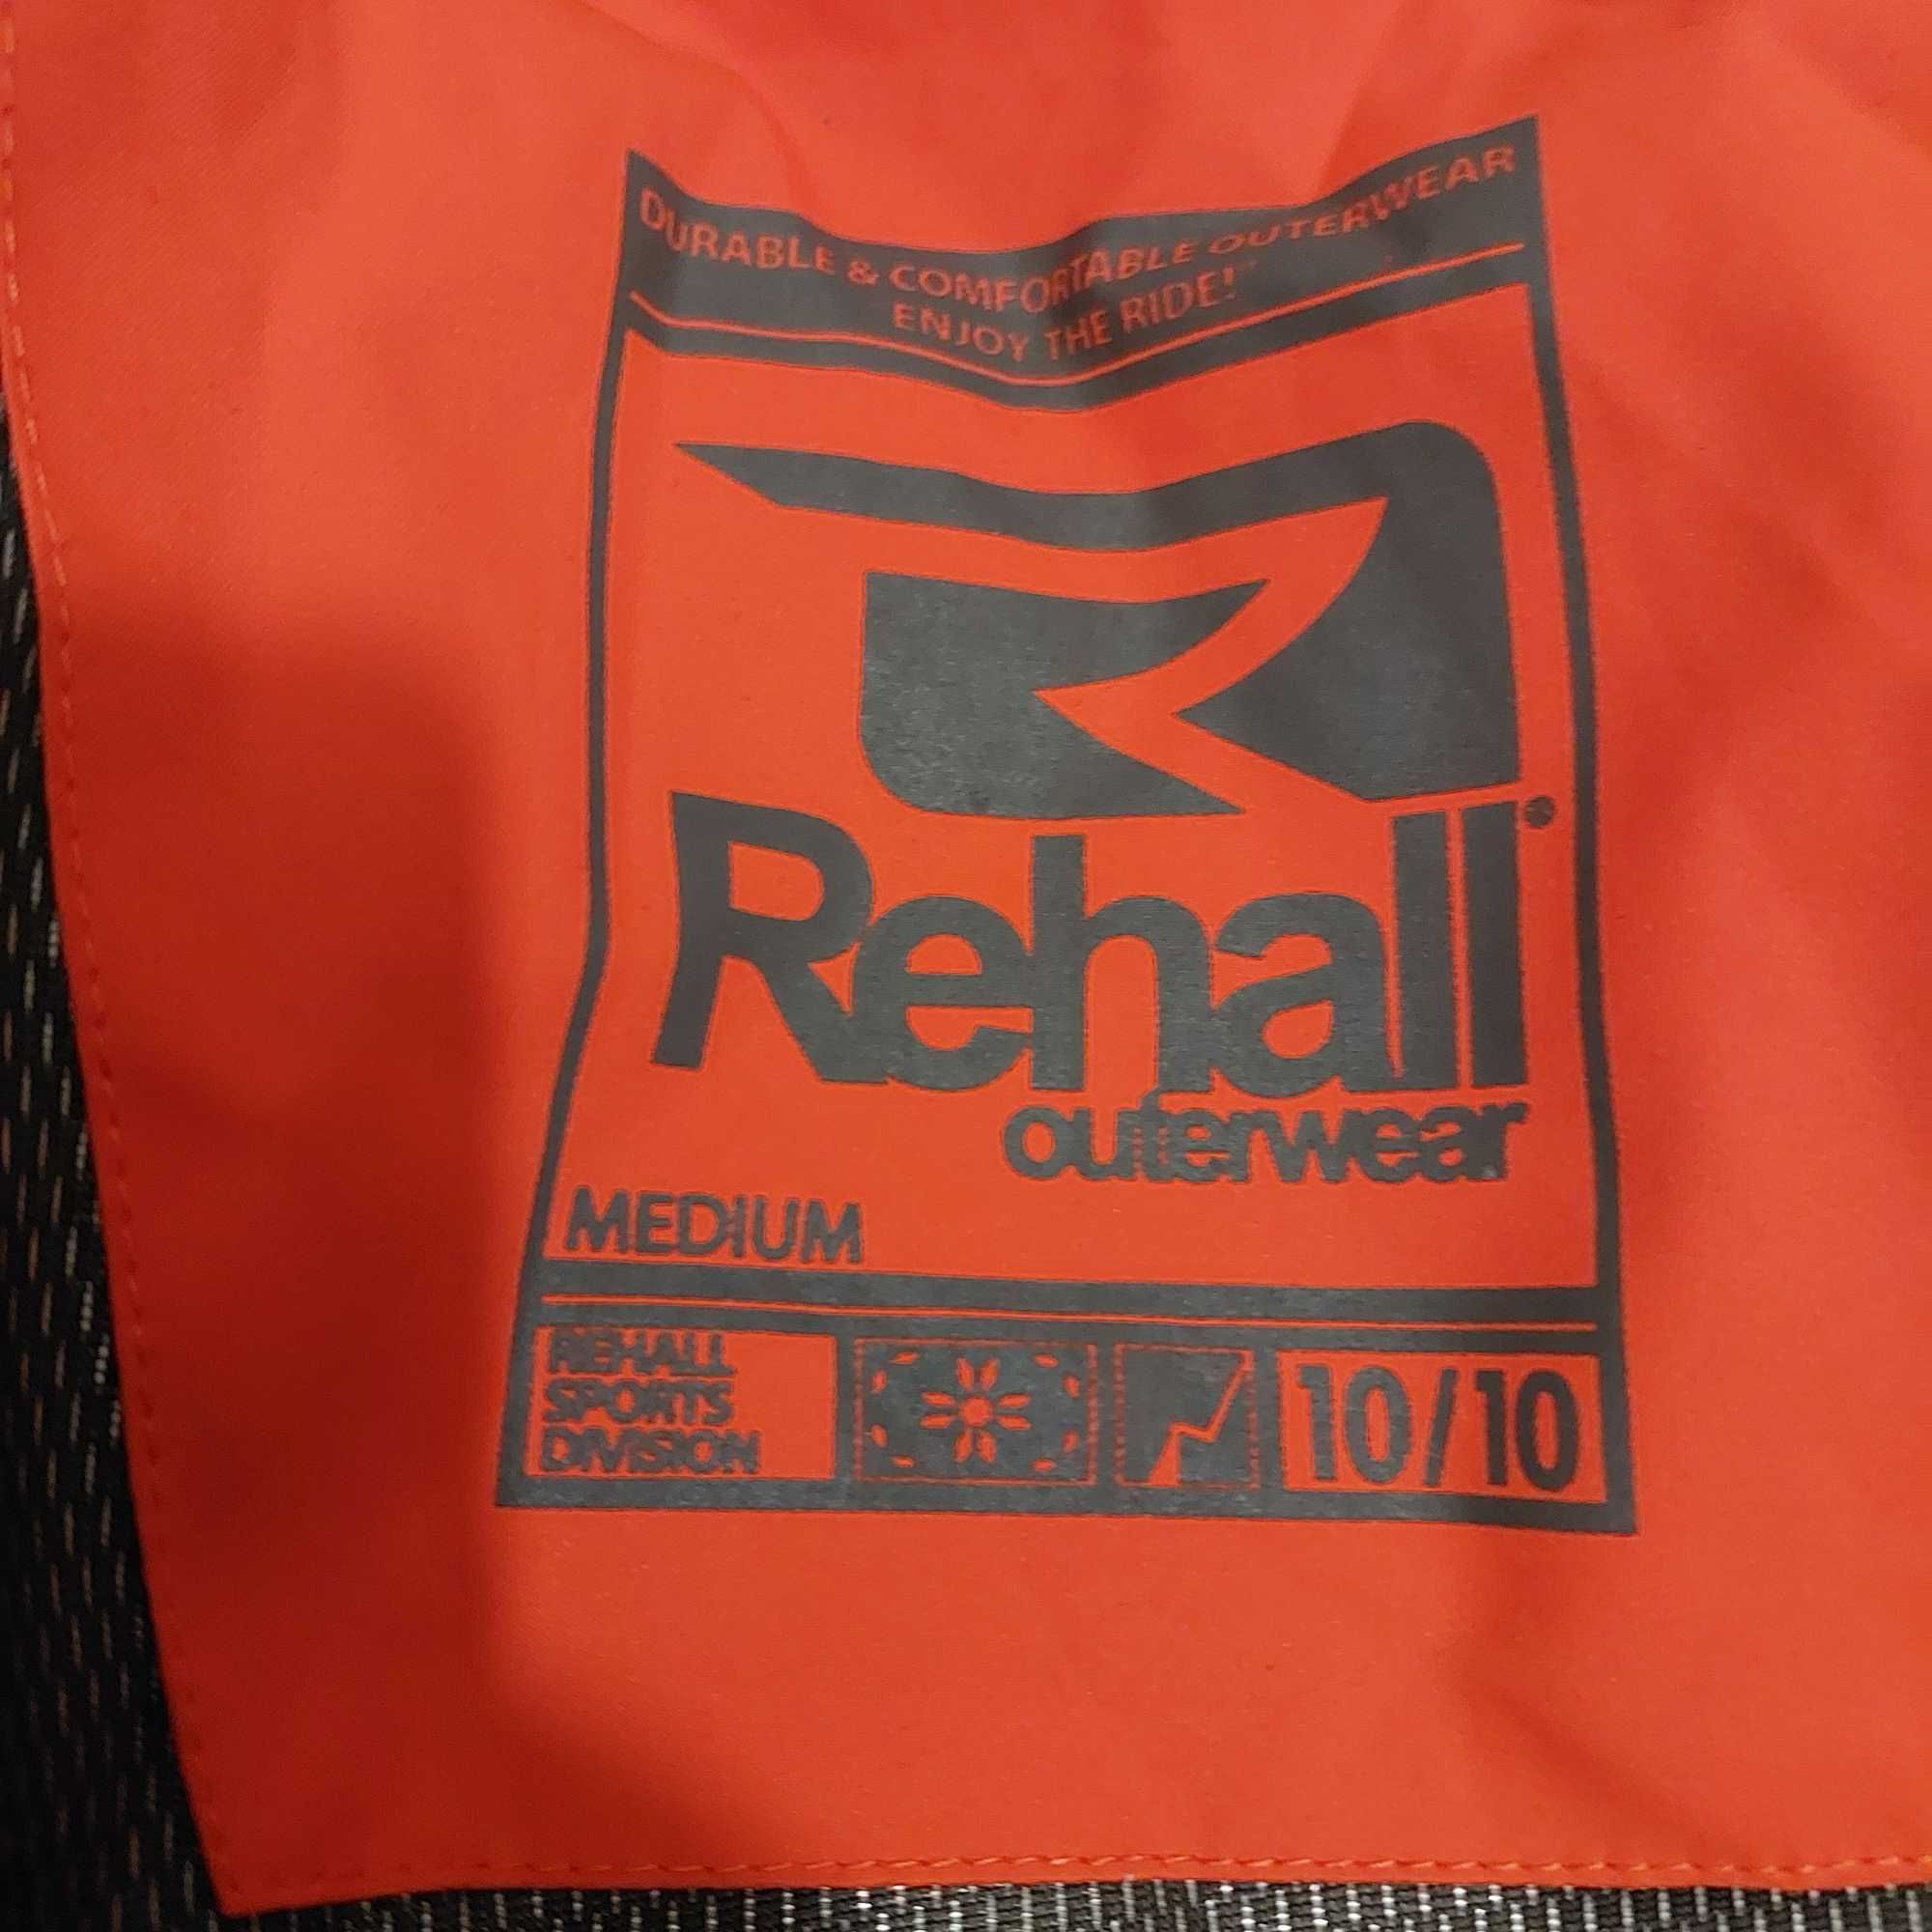 DURABLE & COMFORTABLE OUTERWEAR
ENJOY THE RIDE!
Rehall
outerwear
MEDIUM
REHALL
SPORTS
DIVISION
10/10